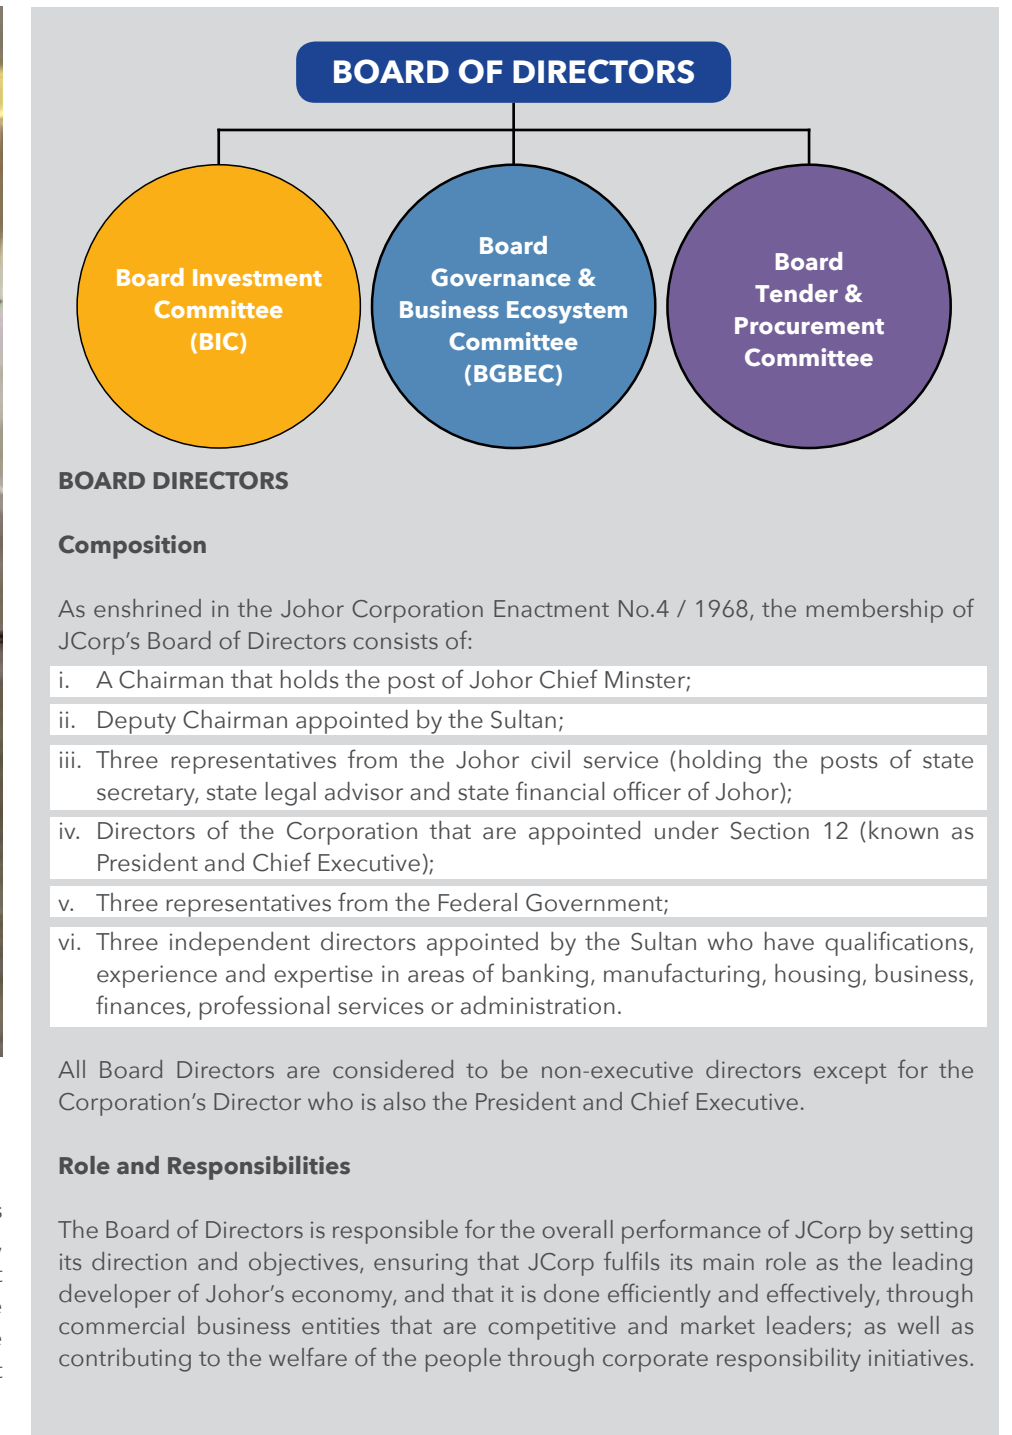 BOARD OF DIRECTORS
Board Investment
Committee
(BIC)
Board
Governance &
Business Ecosystem
Committee
(BGBEC)
Board
Tender &
Procurement
Committee
BOARD DIRECTORS
Composition
As enshrined in the Johor Corporation Enactment No.4 / 1968, the membership of
JCorp's Board of Directors consists of:
i. A Chairman that holds the post of Johor Chief Minster;
ii. Deputy Chairman appointed by the Sultan;
iii. Three representatives from the Johor civil service (holding the posts of state
secretary, state legal advisor and state financial officer of Johor);
iv. Directors of the Corporation that are appointed under Section 12 (known as
President and Chief Executive);
v. Three representatives from the Federal Government;
vi. Three independent directors appointed by the Sultan who have qualifications,
experience and expertise in areas of banking, manufacturing, housing, business,
finances, professional services or administration.
All Board Directors are considered to be non-executive directors except for the
Corporation's Director who is also the President and Chief Executive.
Role and Responsibilities
The Board of Directors is responsible for the overall performance of JCorp by setting
its direction and objectives, ensuring that JCorp fulfils its main role as the leading
developer of Johor's economy, and that it is done efficiently and effectively, through
commercial business entities that are competitive and market leaders; as well as
contributing to the welfare of the people through corporate responsibility initiatives.